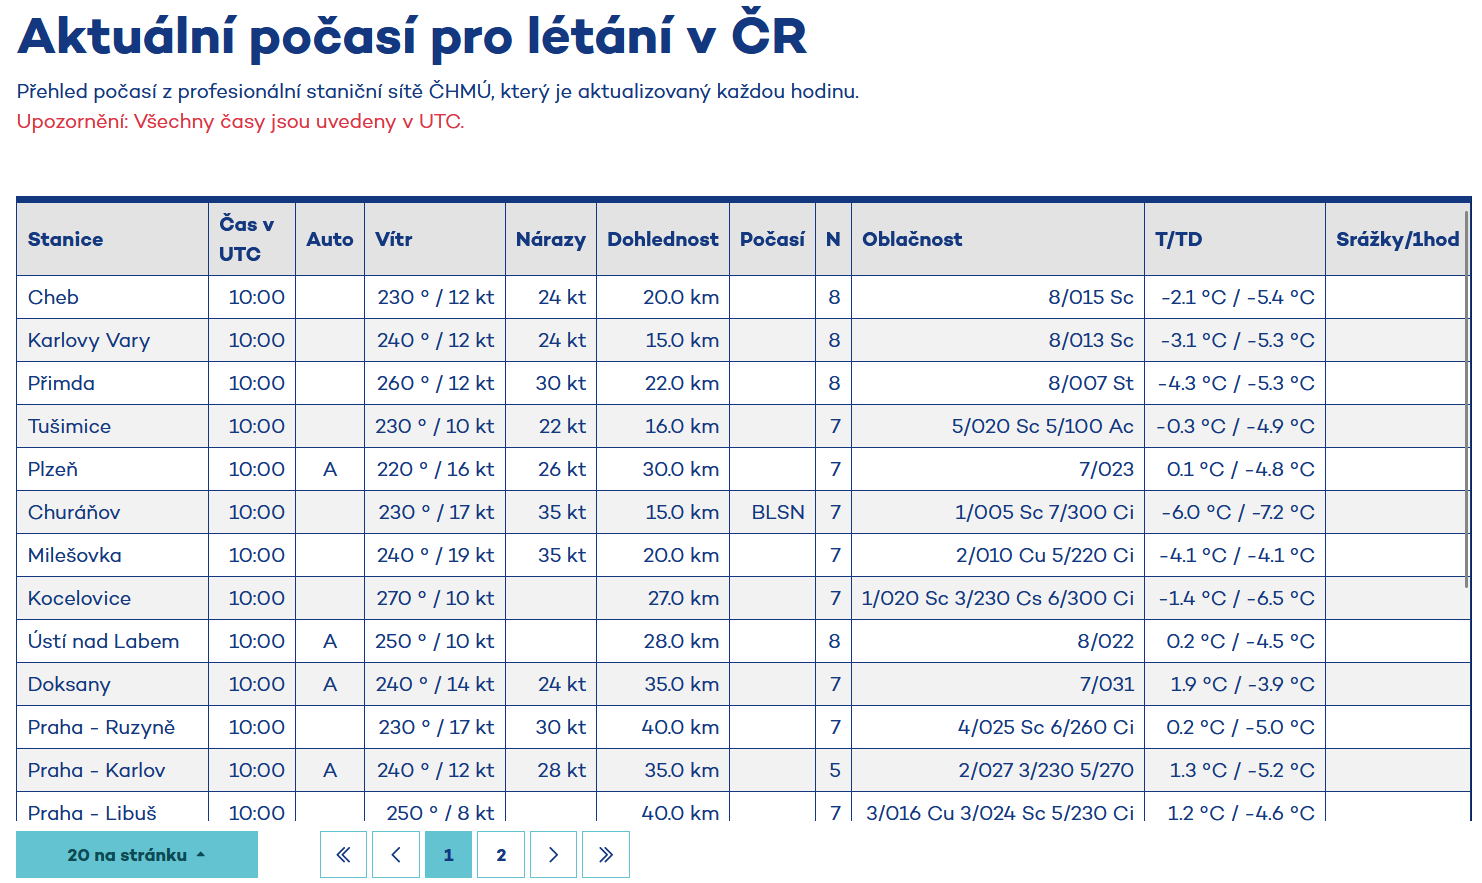 Aktuální počasí pro létání v ČR
Přehled počasí z profesionální staniční sítě ČHMÚ, který je aktualizovaný každou hodinu.
Upozornění: Všechny časy jsou uvedeny v UTC.
Stanice Čas v UTC Auto Vítr Nárazy Dohlednost Počasí N Oblačnost T/TD Srážky/1hod
Cheb 10:00 230 ° / 12 kt 24 kt 20.0 km 8 8/015 Sc -2.1 °C / -5.4 °C
Karlovy Vary 10:00 240 ° / 12 kt 24 kt 15.0 km 8 8/013 Sc -3.1 °C / -5.3 °C
Přimda 10:00 260 ° / 12 kt 30 kt 22.0 km 8 8/007 St -4.3 °C / -5.3 °C
Tušimice 10:00 230 ° / 10 kt 22 kt 16.0 km 7 5/020 Sc 5/100 Ac -0.3 °C / -4.9 °C
Plzeň 10:00 A 220 ° / 16 kt 26 kt 30.0 km 7 7/023 0.1 °C / -4.8 °C
Churáňov 10:00 230 ° / 17 kt 35 kt 15.0 km BLSN 7 1/005 Sc 7/300 Ci -6.0 °C / -7.2 °C
Milešovka 10:00 240 ° / 19 kt 35 kt 20.0 km 7 2/010 Cu 5/220 Ci -4.1 °C / -4.1 °C
Kocelovice 10:00 270 ° / 10 kt 27.0 km 7 1/020 Sc 3/230 Cs 6/300 Ci -1.4 °C / -6.5 °C
Ústí nad Labem 10:00 A 250 ° / 10 kt 28.0 km 8 8/022 0.2 °C / -4.5 °C
Doksany 10:00 A 240 ° / 14 kt 24 kt 35.0 km 7 7/031 1.9 °C / -3.9 °C
Praha - Ruzyně 10:00 230 ° / 17 kt 30 kt 40.0 km 7 4/025 Sc 6/260 Ci 0.2 °C / -5.0 °C
Praha - Karlov 10:00 A 240 ° / 12 kt 28 kt 35.0 km 5 2/027 3/230 5/270 1.3 °C / -5.2 °C
Praha - Libuš 10:00 250 ° / 8 kt 40.0 km 7 3/016 Cu 3/024 Sc 5/230 Ci 1.2 °C / -4.6 °C
20 na stránku 1 2